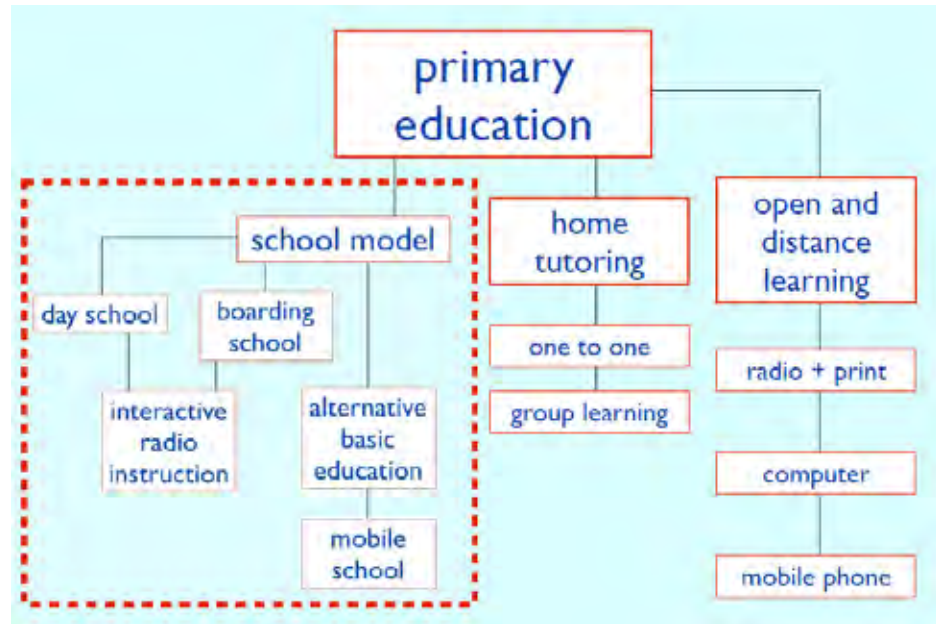 primary
education
school model
day school
boarding
school
interactive
radio
instruction
alternative
basic
education
mobile
school
home
tutoring
one to one
group learning
open and
distance
learning
radio + print
computer
mobile phone